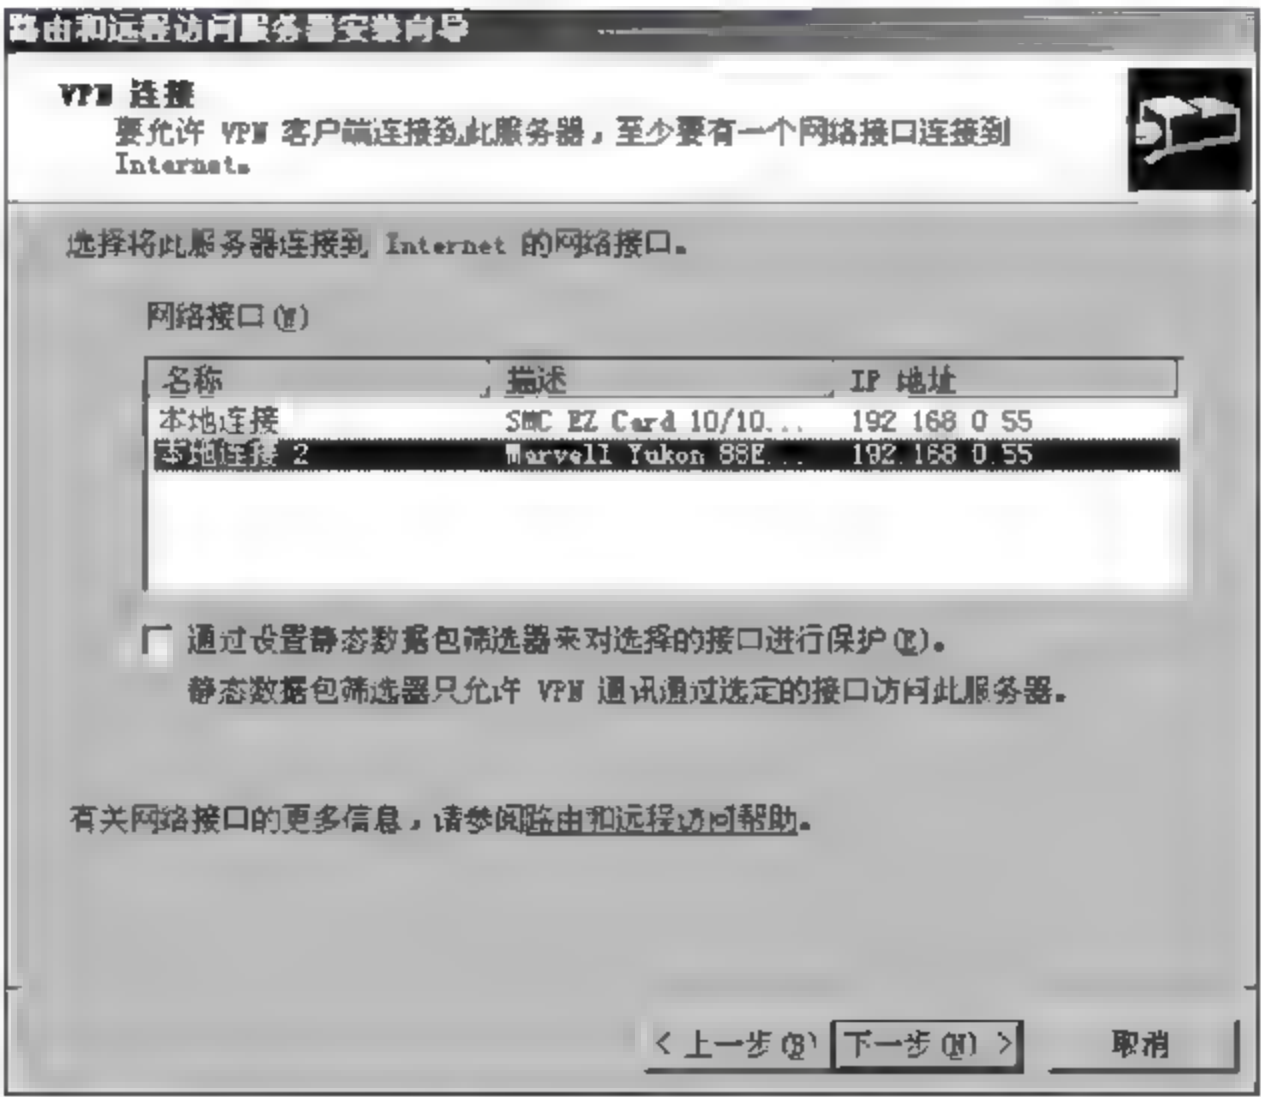 路由和远程访问服务器安装向导
VPN 连接
要允许 VPN 客户端连接到此服务器，至少要有一个网络接口连接到
Internet。
选择将此服务器连接到 Internet 的网络接口。
网络接口(W)
名称 描述 IP 地址
本地连接 SMC EZ Card 10/10... 192.168.0.55
本地连接 2 Marvell Yukon 88E... 192.168.0.55
通过设置静态数据包筛选器来对选择的接口进行保护(E)。
静态数据包筛选器只允许 VPN 通讯通过选定的接口访问此服务器。
有关网络接口的更多信息，请参阅路由和远程访问帮助。
< 上一步(B) 下一步(N) > 取消